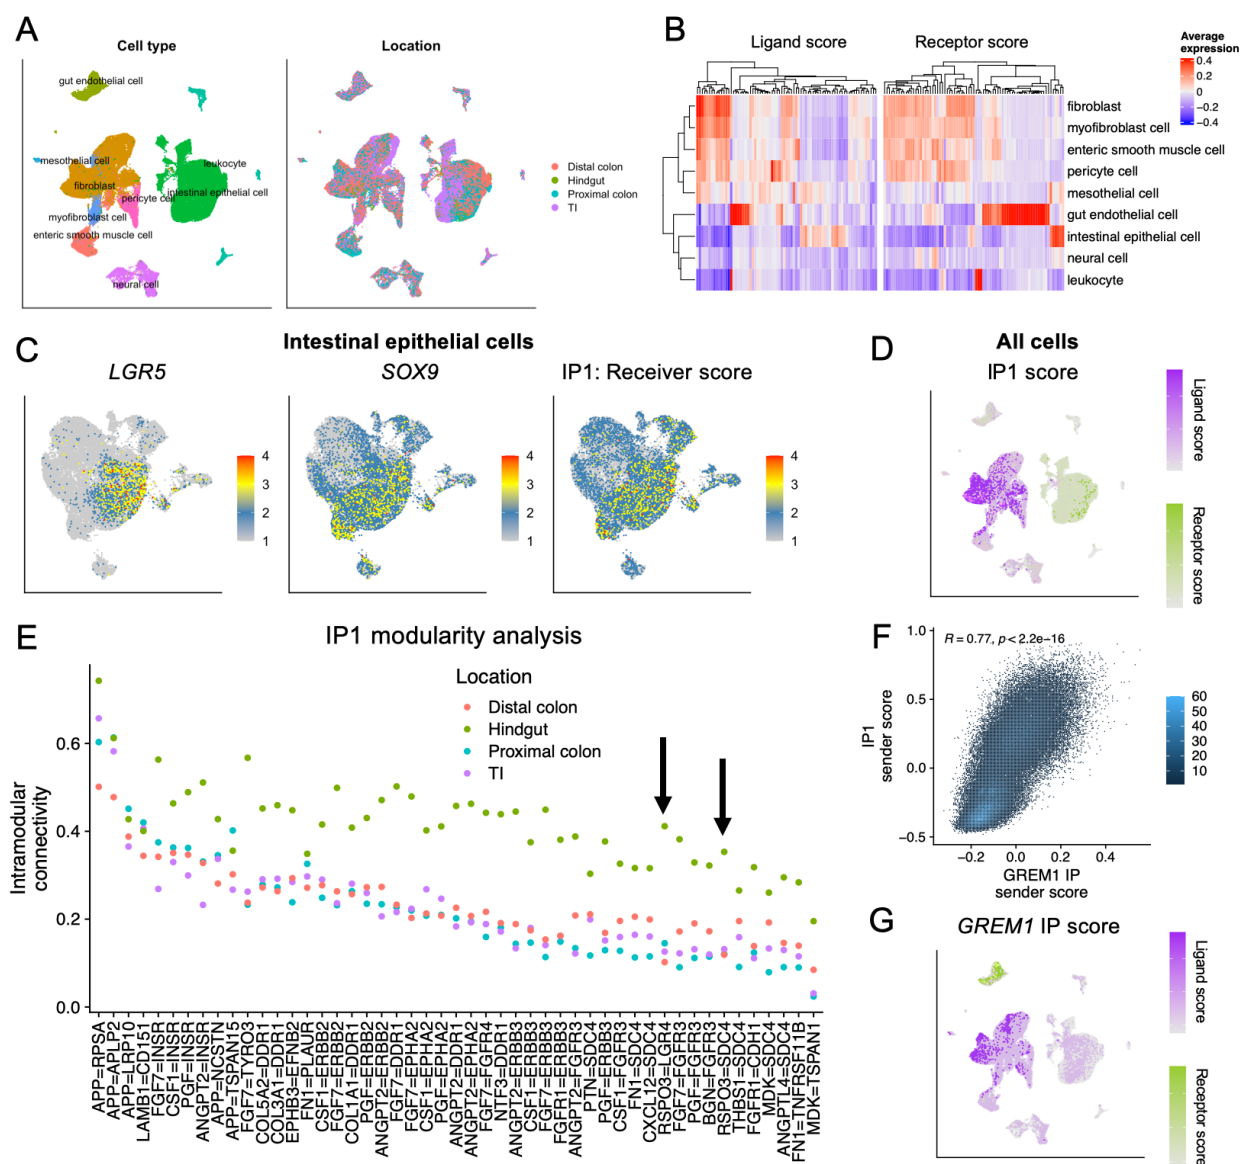 A
Cell type
Location
gut endothelial cell
mesothelial cell
fibroblast
pericyte cell
myofibroblast cell
enteric smooth muscle cell
neural cell
leukocyte
intestinal epithelial cell
Distal colon
Hindgut
Proximal colon
TI
B
Ligand score
Receptor score
Average
expression
0.4
0.2
0
−0.2
−0.4
fibroblast
myofibroblast cell
enteric smooth muscle cell
pericyte cell
mesothelial cell
gut endothelial cell
intestinal epithelial cell
neural cell
leukocyte
C
Intestinal epithelial cells
LGR5
SOX9
IP1: Receiver score
4
3
2
1
4
3
2
1
4
3
2
1
D
All cells
IP1 score
Ligand score
Receptor score
E
IP1 modularity analysis
Location
Distal colon
Hindgut
Proximal colon
TI
Intramodular
connectivity
0.6
0.4
0.2
0.0
APP=RPSA
APP=APLP2
APP=LRP10
LAMB1=CD151
FGF7=INSR
CSF1=INSR
PGF=INSR
ANGPT2=INSR
APP=NCSTN
APP=TSPAN15
FGF7=TYRO3
COL5A2=DDR1
COL3A1=DDR1
EPHB3=EFNB2
FN1=PLAUR
CSF1=ERBB2
FGF7=ERBB2
COL1A1=DDR1
PGF=ERBB2
ANGPT2=ERBB2
FGF7=DDR1
FGF7=EPHA2
CSF1=EPHA2
PGF=EPHA2
ANGPT2=DDR1
ANGPT2=EPHA2
FGF7=FGFR4
NTF3=DDR1
ANGPT2=ERBB3
CSF1=ERBB3
FGF7=ERBB3
FGFR1=ERBB3
ANGPT2=FGFR3
PTN=SDC4
PGF=ERBB3
CSF1=FGFR3
FN1=SDC4
CXCL12=SDC4
RSPO3=LGR4
FGF7=FGFR3
PGF=FGFR3
BGN=FGFR3
RSPO3=SDC4
THBS1=SDC4
FGFR1=CDH1
MDK=SDC4
ANGPTL4=SDC4
FN1=TNFRSF11B
MDK=TSPAN1
F
R = 0.77, p < 2.2e−16
IP1
sender score
1.0
0.5
0.0
−0.5
−0.2
0.0
0.2
0.4
GREM1 IP
sender score
60
50
40
30
20
10
G
GREM1 IP score
Ligand score
Receptor score